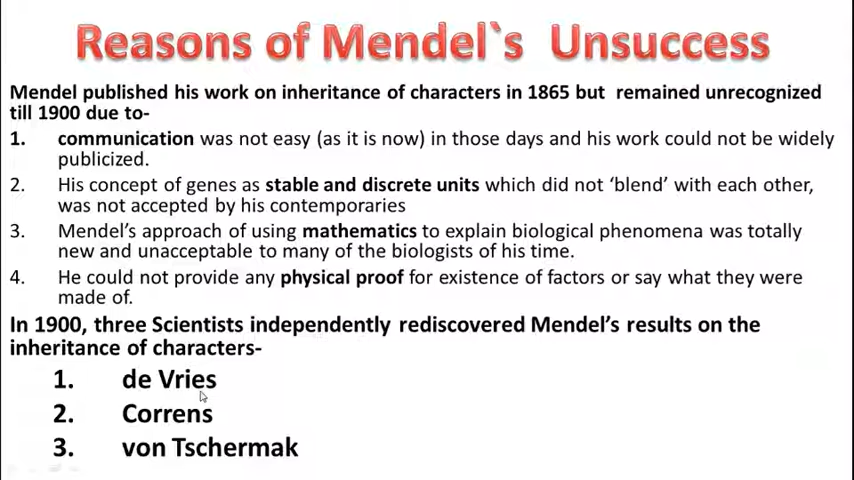 Reasons of Mendel`s Unsuccess
Mendel published his work on inheritance of characters in 1865 but remained unrecognized
till 1900 due to-
1. communication was not easy (as it is now) in those days and his work could not be widely
publicized.
2. His concept of genes as stable and discrete units which did not ‘blend’ with each other,
was not accepted by his contemporaries
3. Mendel’s approach of using mathematics to explain biological phenomena was totally
new and unacceptable to many of the biologists of his time.
4. He could not provide any physical proof for existence of factors or say what they were
made of.
In 1900, three Scientists independently rediscovered Mendel’s results on the
inheritance of characters-
1. de Vries
2. Correns
3. von Tschermak